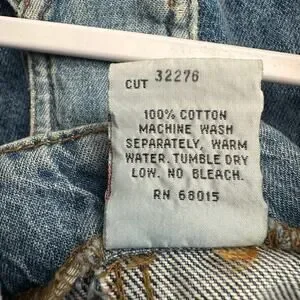 CUT 32276
100% COTTON
MACHINE WASH
SEPARATELY, WARM
WATER. TUMBLE DRY
LOW. NO BLEACH.
RN 68015